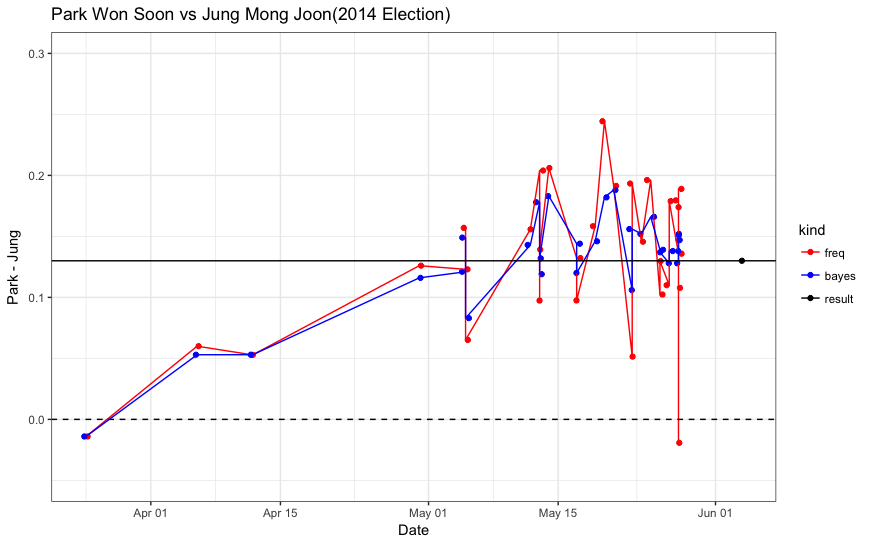 Park Won Soon vs Jung Mong Joon(2014 Election)
0.3
0.2
0.1
0.0
Park - Jung
Apr 01
Apr 15
May 01
May 15
Jun 01
Date
kind
freq
bayes
result